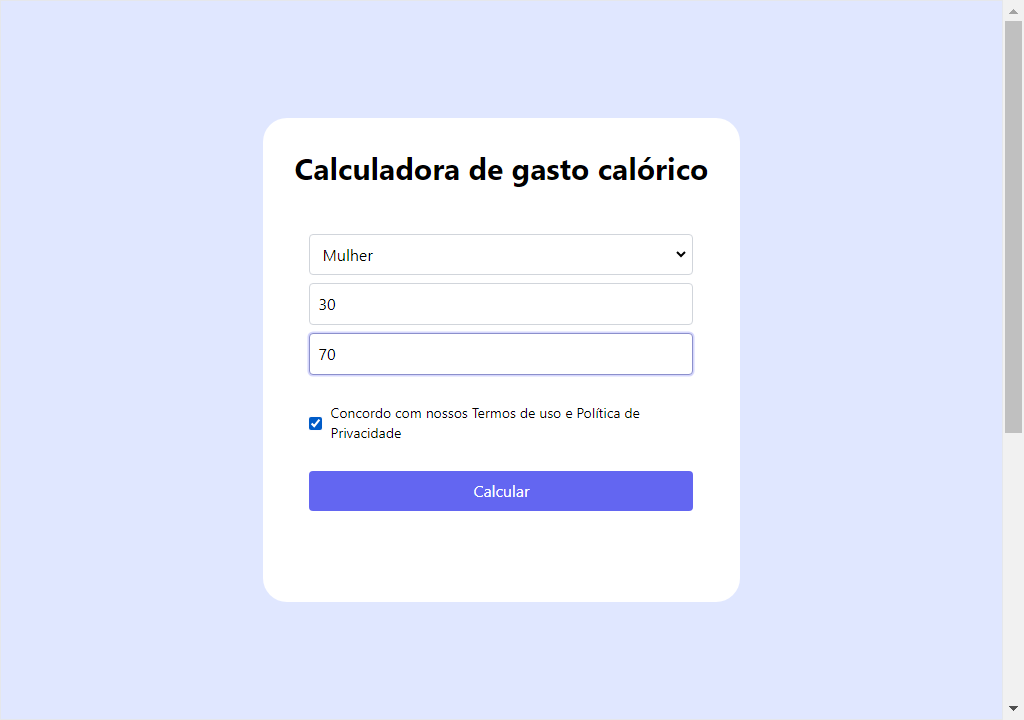 Calculadora de gasto calórico
Mulher
30
70
Concordo com nossos Termos de uso e Política de
Privacidade
Calcular